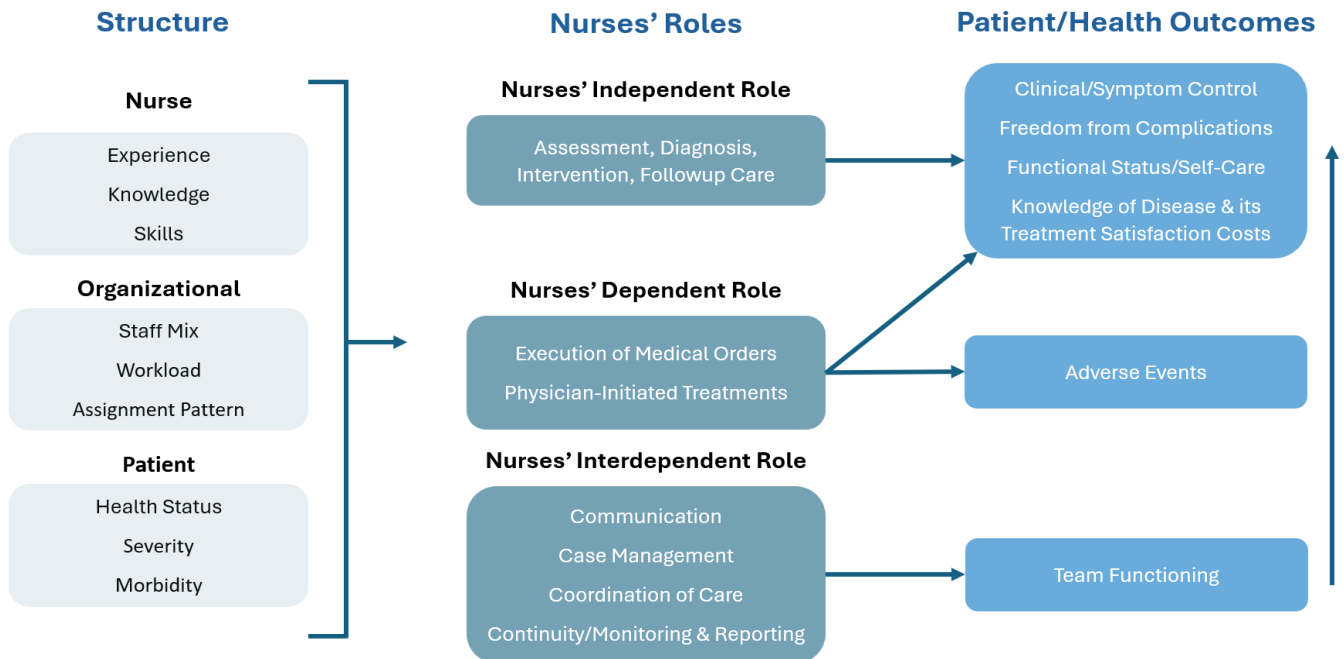 Structure
Nurse
Experience
Knowledge
Skills
Organizational
Staff Mix
Workload
Assignment Pattern
Patient
Health Status
Severity
Morbidity
Nurses’ Roles
Nurses’ Independent Role
Assessment, Diagnosis,
Intervention, Followup Care
Nurses’ Dependent Role
Execution of Medical Orders
Physician-Initiated Treatments
Nurses’ Interdependent Role
Communication
Case Management
Coordination of Care
Continuity/Monitoring & Reporting
Patient/Health Outcomes
Clinical/Symptom Control
Freedom from Complications
Functional Status/Self-Care
Knowledge of Disease & its
Treatment Satisfaction Costs
Adverse Events
Team Functioning